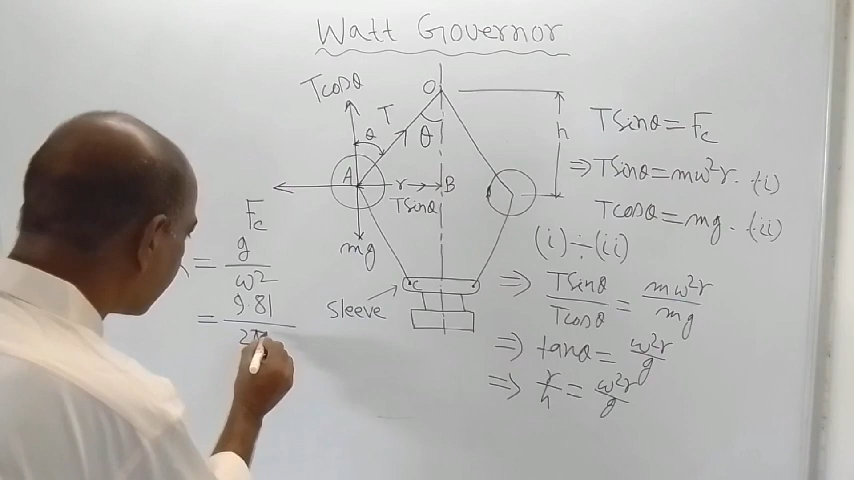 Watt Governor
Tcosθ
T
O
θ
θ
h
A
r
B
Tsinθ
Fc
mg
C
Sleeve
Tsinθ = Fc
⇒ Tsinθ = mω²r - (i)
Tcosθ = mg - (ii)
(i) ÷ (ii)
⇒ Tsinθ / Tcosθ = mω²r / mg
⇒ tanθ = ω²r / g
⇒ r / h = ω²r / g
= g / ω²
= 9.81 / 2π